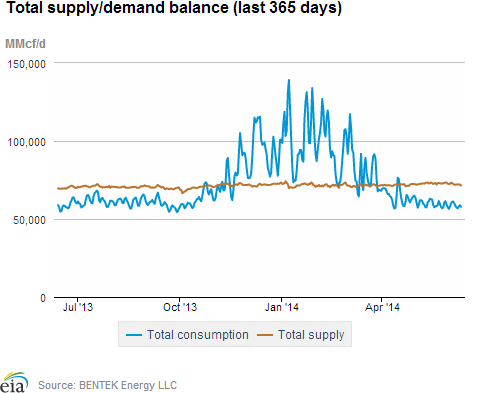 Total supply/demand balance (last 365 days)
MMcf/d
150,000
100,000
50,000
0
Jul '13 Oct '13 Jan '14 Apr '14
Total consumption Total supply
eia Source: BENTEK Energy LLC